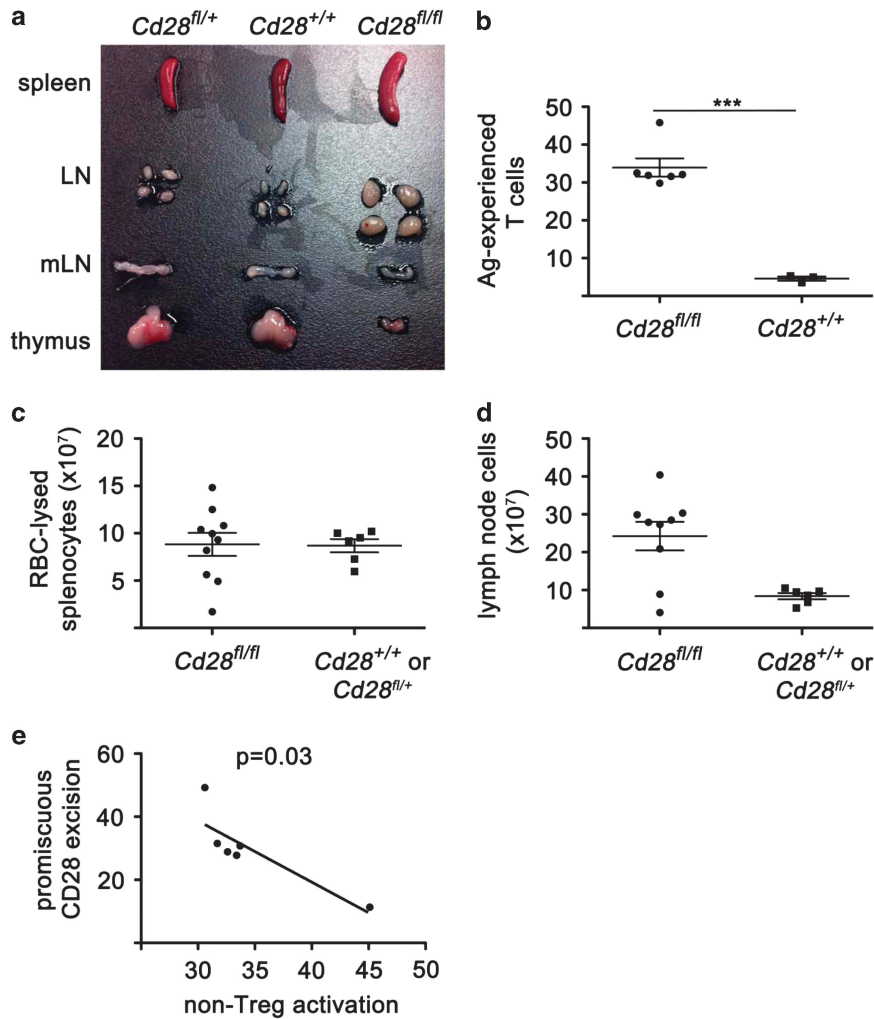 a
Cd28fl/+ Cd28+/+ Cd28fl/fl
spleen
LN
mLN
thymus
b
Ag-experienced
T cells
50
40
30
20
10
***
Cd28fl/fl Cd28+/+
c
RBC-lysed
splenocytes (x10⁷)
20
15
10
5
Cd28fl/fl Cd28+/+ or
Cd28fl/+
d
lymph node cells
(x10⁷)
50
40
30
20
10
Cd28fl/fl Cd28+/+ or
Cd28fl/+
e
promiscuous
CD28 excision
60
40
20
p=0.03
30 35 40 45 50
non-Treg activation